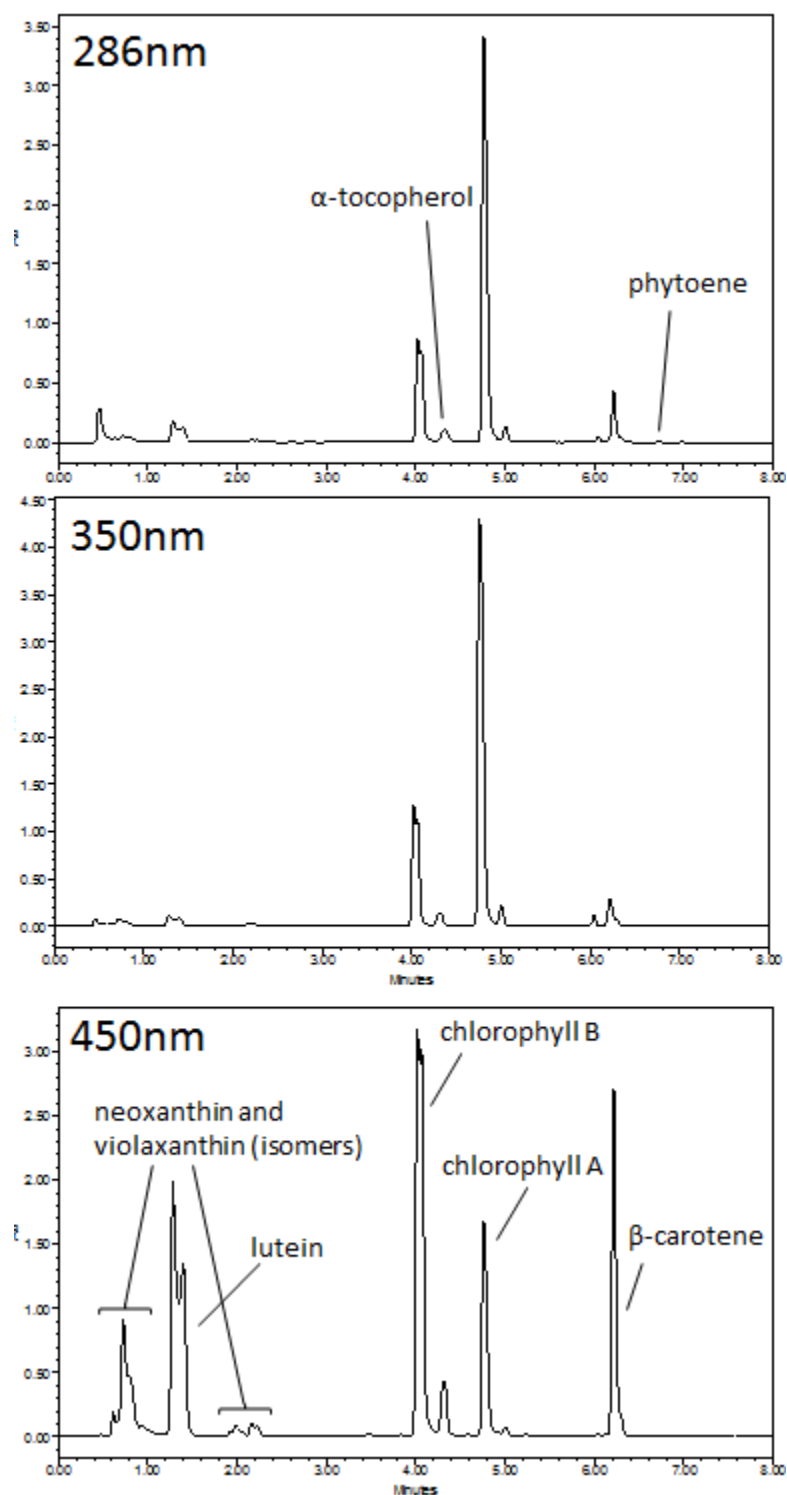 286nm
3.50
3.00
2.50
2.00
1.50
1.00
0.50
0.00
α-tocopherol
phytoene
0.00 1.00 2.00 3.00 4.00 5.00 6.00 7.00 8.00
350nm
4.50
4.00
3.50
3.00
2.50
2.00
1.50
1.00
0.50
0.00
0.00 1.00 2.00 3.00 4.00 5.00 6.00 7.00 8.00
Minutes
450nm
3.00
2.50
2.00
1.50
1.00
0.50
0.00
chlorophyll B
neoxanthin and
violaxanthin (isomers)
chlorophyll A
lutein
β-carotene
0.00 1.00 2.00 3.00 4.00 5.00 6.00 7.00 8.00
Minutes